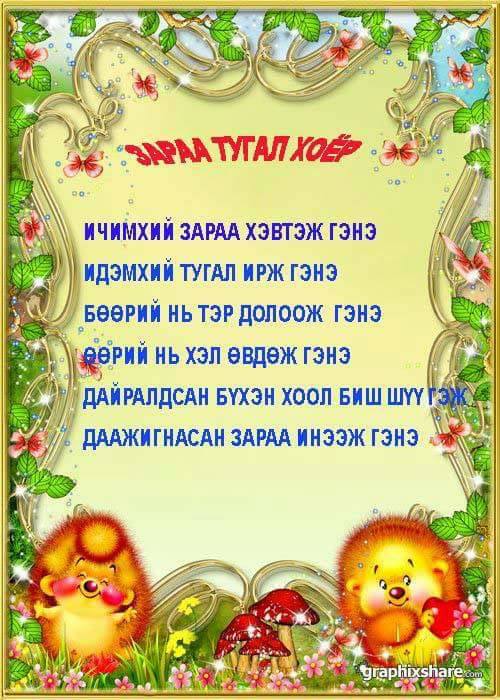 ЗАРАА ТУГАЛ ХОЁР
ИЧИМХИЙ ЗАРАА ХЭВТЭЖ ГЭНЭ
ИДЭМХИЙ ТУГАЛ ИРЖ ГЭНЭ
БӨӨРИЙ НЬ ТЭР ДОЛООЖ ГЭНЭ
ӨӨРИЙ НЬ ХЭЛ ӨВДӨЖ ГЭНЭ
ДАЙРАЛДСАН БҮХЭН ХООЛ БИШ ШҮҮ ГЭЖ
ДААЖИГНАСАН ЗАРАА ИНЭЭЖ ГЭНЭ
graphixshare.com